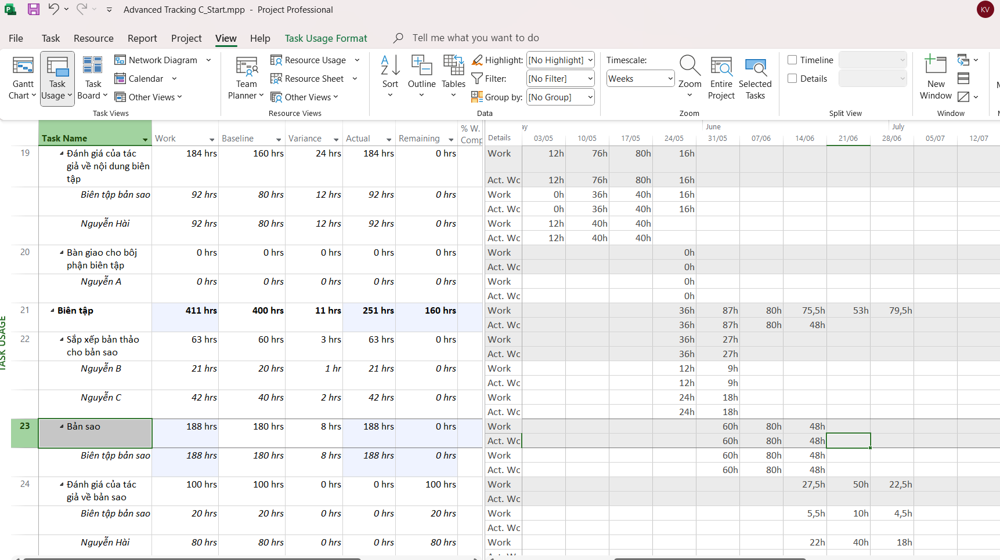 Advanced Tracking C_Start.mpp - Project Professional
KV
File Task Resource Report Project View Help Task Usage Format Tell me what you want to do
Gantt Chart
Task Usage
Task Board
Network Diagram
Calendar
Other Views
Task Views
Team Planner
Resource Usage
Resource Sheet
Other Views
Resource Views
Sort
Outline
Tables
Highlight: [No Highlight]
Filter: [No Filter]
Group by: [No Group]
Data
Timescale:
Weeks
Zoom
Entire Project
Selected Tasks
Zoom
Timeline
Details
Split View
New Window
Window
Task Name Work Baseline Variance Actual Remaining % W. Comp Details
ay June July
03/05 10/05 17/05 24/05 31/05 07/06 14/06 21/06 28/06 05/07 12/07
TASK USAGE
19 Đánh giá của tác 184 hrs 160 hrs 24 hrs 184 hrs 0 hrs Work 12h 76h 80h 16h
giả về nội dung biên
tập Act. Wc 12h 76h 80h 16h
Biên tập bản sao 92 hrs 80 hrs 12 hrs 92 hrs 0 hrs Work 0h 36h 40h 16h
Act. Wc 0h 36h 40h 16h
Nguyễn Hài 92 hrs 80 hrs 12 hrs 92 hrs 0 hrs Work 12h 40h 40h
Act. Wc 12h 40h 40h
20 Bàn giao cho bôj 0 hrs 0 hrs 0 hrs 0 hrs 0 hrs Work 0h
phận biên tập Act. Wc 0h
Nguyễn A 0 hrs 0 hrs 0 hrs 0 hrs 0 hrs Work 0h
Act. Wc 0h
21 Biên tập 411 hrs 400 hrs 11 hrs 251 hrs 160 hrs Work 36h 87h 80h 75,5h 53h 79,5h
Act. Wc 36h 87h 80h 48h
22 Sắp xếp bản thảo 63 hrs 60 hrs 3 hrs 63 hrs 0 hrs Work 36h 27h
cho bản sao Act. Wc 36h 27h
Nguyễn B 21 hrs 20 hrs 1 hr 21 hrs 0 hrs Work 12h 9h
Act. Wc 12h 9h
Nguyễn C 42 hrs 40 hrs 2 hrs 42 hrs 0 hrs Work 24h 18h
Act. Wc 24h 18h
23 Bản sao 188 hrs 180 hrs 8 hrs 188 hrs 0 hrs Work 60h 80h 48h
Act. Wc 60h 80h 48h
Biên tập bản sao 188 hrs 180 hrs 8 hrs 188 hrs 0 hrs Work 60h 80h 48h
Act. Wc 60h 80h 48h
24 Đánh giá của tác 100 hrs 100 hrs 0 hrs 0 hrs 100 hrs Work 27,5h 50h 22,5h
giả về bản sao Act. Wc
Biên tập bản sao 20 hrs 20 hrs 0 hrs 0 hrs 20 hrs Work 5,5h 10h 4,5h
Act. Wc
Nguyễn Hài 80 hrs 80 hrs 0 hrs 0 hrs 80 hrs Work 22h 40h 18h